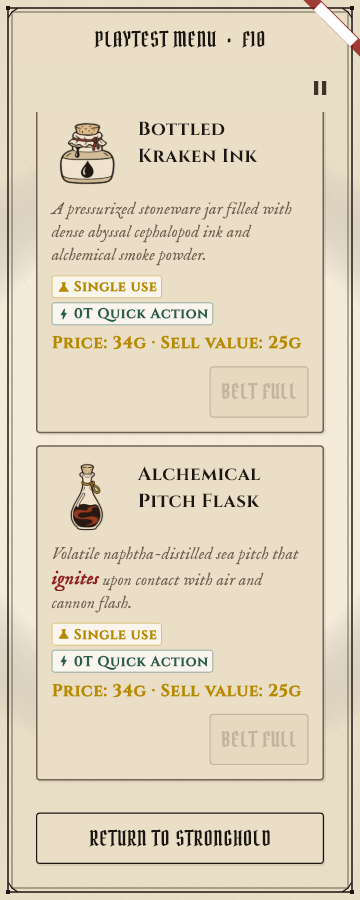 PLAYTEST MENU · F10
BOTTLED
KRAKEN INK
A pressurized stoneware jar filled with
dense abyssal cephalopod ink and
alchemical smoke powder.
SINGLE USE
0T QUICK ACTION
PRICE: 34G · SELL VALUE: 25G
BELT FULL
ALCHEMICAL
PITCH FLASK
Volatile naphtha-distilled sea pitch that
ignites upon contact with air and
cannon flash.
SINGLE USE
0T QUICK ACTION
PRICE: 34G · SELL VALUE: 25G
BELT FULL
RETURN TO STRONGHOLD